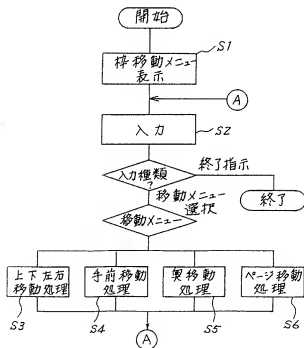 開始
枠移動メニュー
表示
S1
A
入力
S2
入力種類
?
終了指示
終了
移動メニュー
選択
移動メニュー
上下左右
移動処理
S3
手前移動
処理
S4
奥移動
処理
S5
ページ移動
処理
S6
A